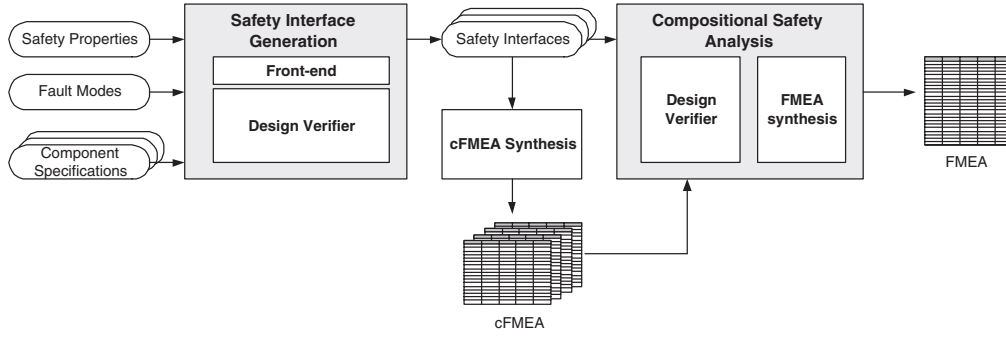 Safety Properties
Fault Modes
Component
Specifications
Safety Interface
Generation
Front-end
Design Verifier
Safety Interfaces
cFMEA Synthesis
cFMEA
Compositional Safety
Analysis
Design
Verifier
FMEA
synthesis
FMEA